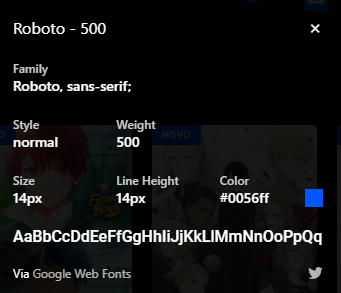 Roboto - 500
Family
Roboto, sans-serif;
Style Weight
normal 500
NOVO
Size Line Height Color
14px 14px #0056ff
AaBbCcDdEeFfGgHhIiJjKkLlMmNnOoPpQq
Via Google Web Fonts